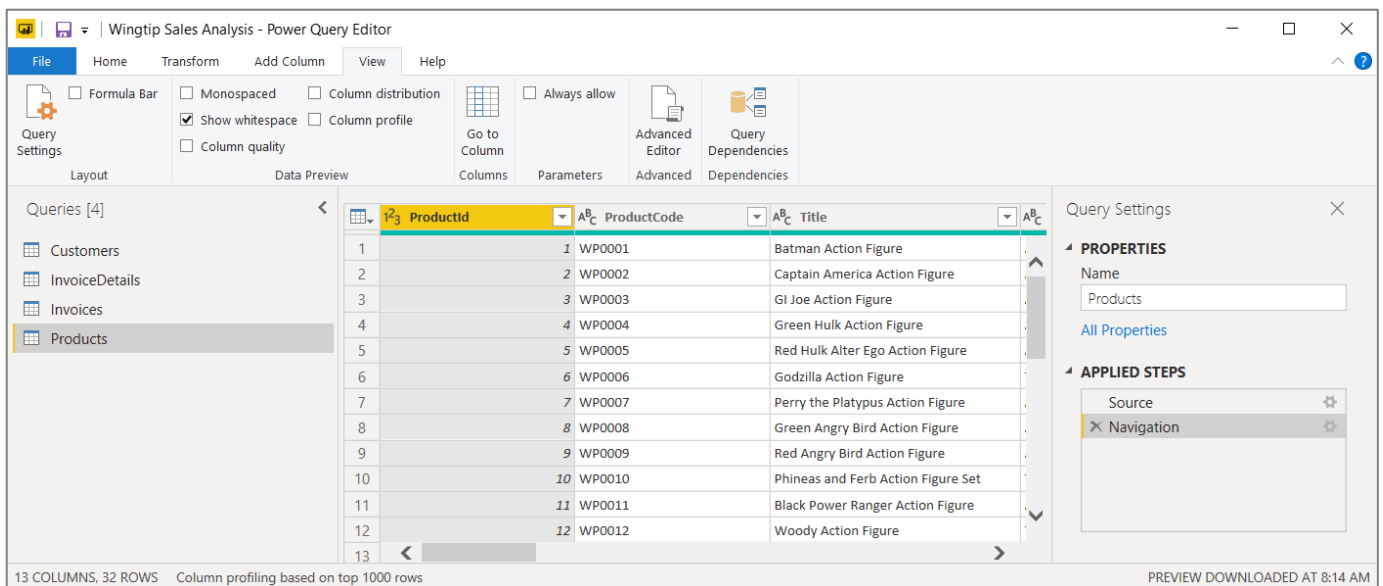 Wingtip Sales Analysis - Power Query Editor
File Home Transform Add Column View Help
Formula Bar Monospaced Column distribution Always allow
Show whitespace Column profile
Query Settings Column quality Go to Column Advanced Editor Query Dependencies
Layout Data Preview Columns Parameters Advanced Dependencies
Queries [4]
Customers
InvoiceDetails
Invoices
Products
123 ProductId ABC ProductCode ABC Title ABC
1 1 WP0001 Batman Action Figure
2 2 WP0002 Captain America Action Figure
3 3 WP0003 GI Joe Action Figure
4 4 WP0004 Green Hulk Action Figure
5 5 WP0005 Red Hulk Alter Ego Action Figure
6 6 WP0006 Godzilla Action Figure
7 7 WP0007 Perry the Platypus Action Figure
8 8 WP0008 Green Angry Bird Action Figure
9 9 WP0009 Red Angry Bird Action Figure
10 10 WP0010 Phineas and Ferb Action Figure Set
11 11 WP0011 Black Power Ranger Action Figure
12 12 WP0012 Woody Action Figure
13
Query Settings
PROPERTIES
Name
Products
All Properties
APPLIED STEPS
Source
Navigation
13 COLUMNS, 32 ROWS Column profiling based on top 1000 rows PREVIEW DOWNLOADED AT 8:14 AM